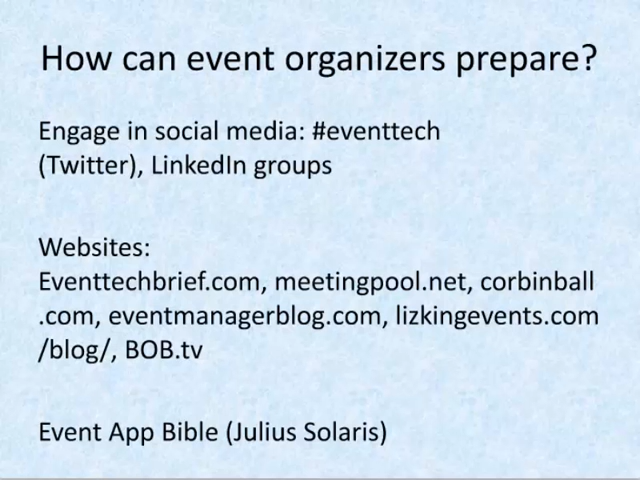 How can event organizers prepare?
Engage in social media: #eventtech
(Twitter), LinkedIn groups
Websites:
Eventtechbrief.com, meetingpool.net, corbinball
.com, eventmanagerblog.com, lizkingevents.com
/blog/, BOB.tv
Event App Bible (Julius Solaris)